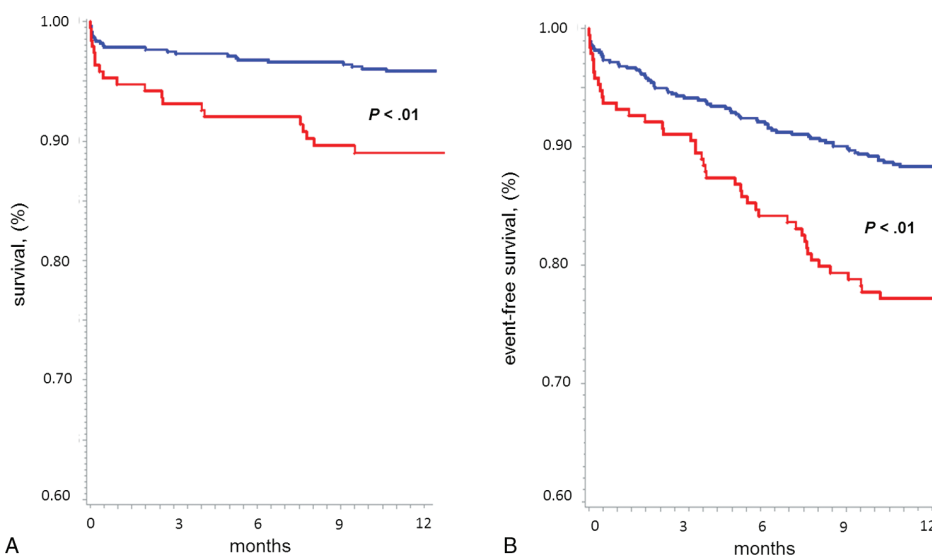 1.00
0.90
0.80
0.70
0.60
survival, (%)
P < .01
0 3 6 9 12
months
A
1.00
0.90
0.80
0.70
0.60
event-free survival, (%)
P < .01
0 3 6 9 12
months
B